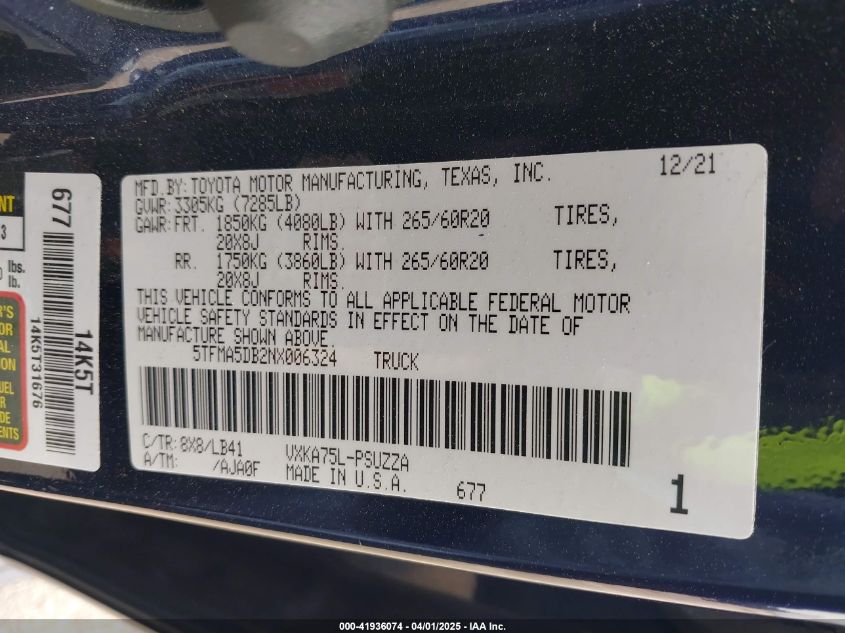 MFD.BY:TOYOTA MOTOR MANUFACTURING, TEXAS, INC. 12/21
GVWR:3305KG (7285LB)
GAWR:FRT. 1850KG (4080LB) WITH 265/60R20 TIRES,
20X8J RIMS.
RR. 1750KG (3860LB) WITH 265/60R20 TIRES,
20X8J RIMS.
THIS VEHICLE CONFORMS TO ALL APPLICABLE FEDERAL MOTOR
VEHICLE SAFETY STANDARDS IN EFFECT ON THE DATE OF
MANUFACTURE SHOWN ABOVE.
5TFMA5DB2NX006324 TRUCK
C/TR:8X8/LB41 VXKA75L-PSUZZA
A/TM: /AJA0F MADE IN U.S.A. 677 1
677
14K5T
14K5T31676
lbs.
lb.
000-41936074 - 04/01/2025 - IAA Inc.